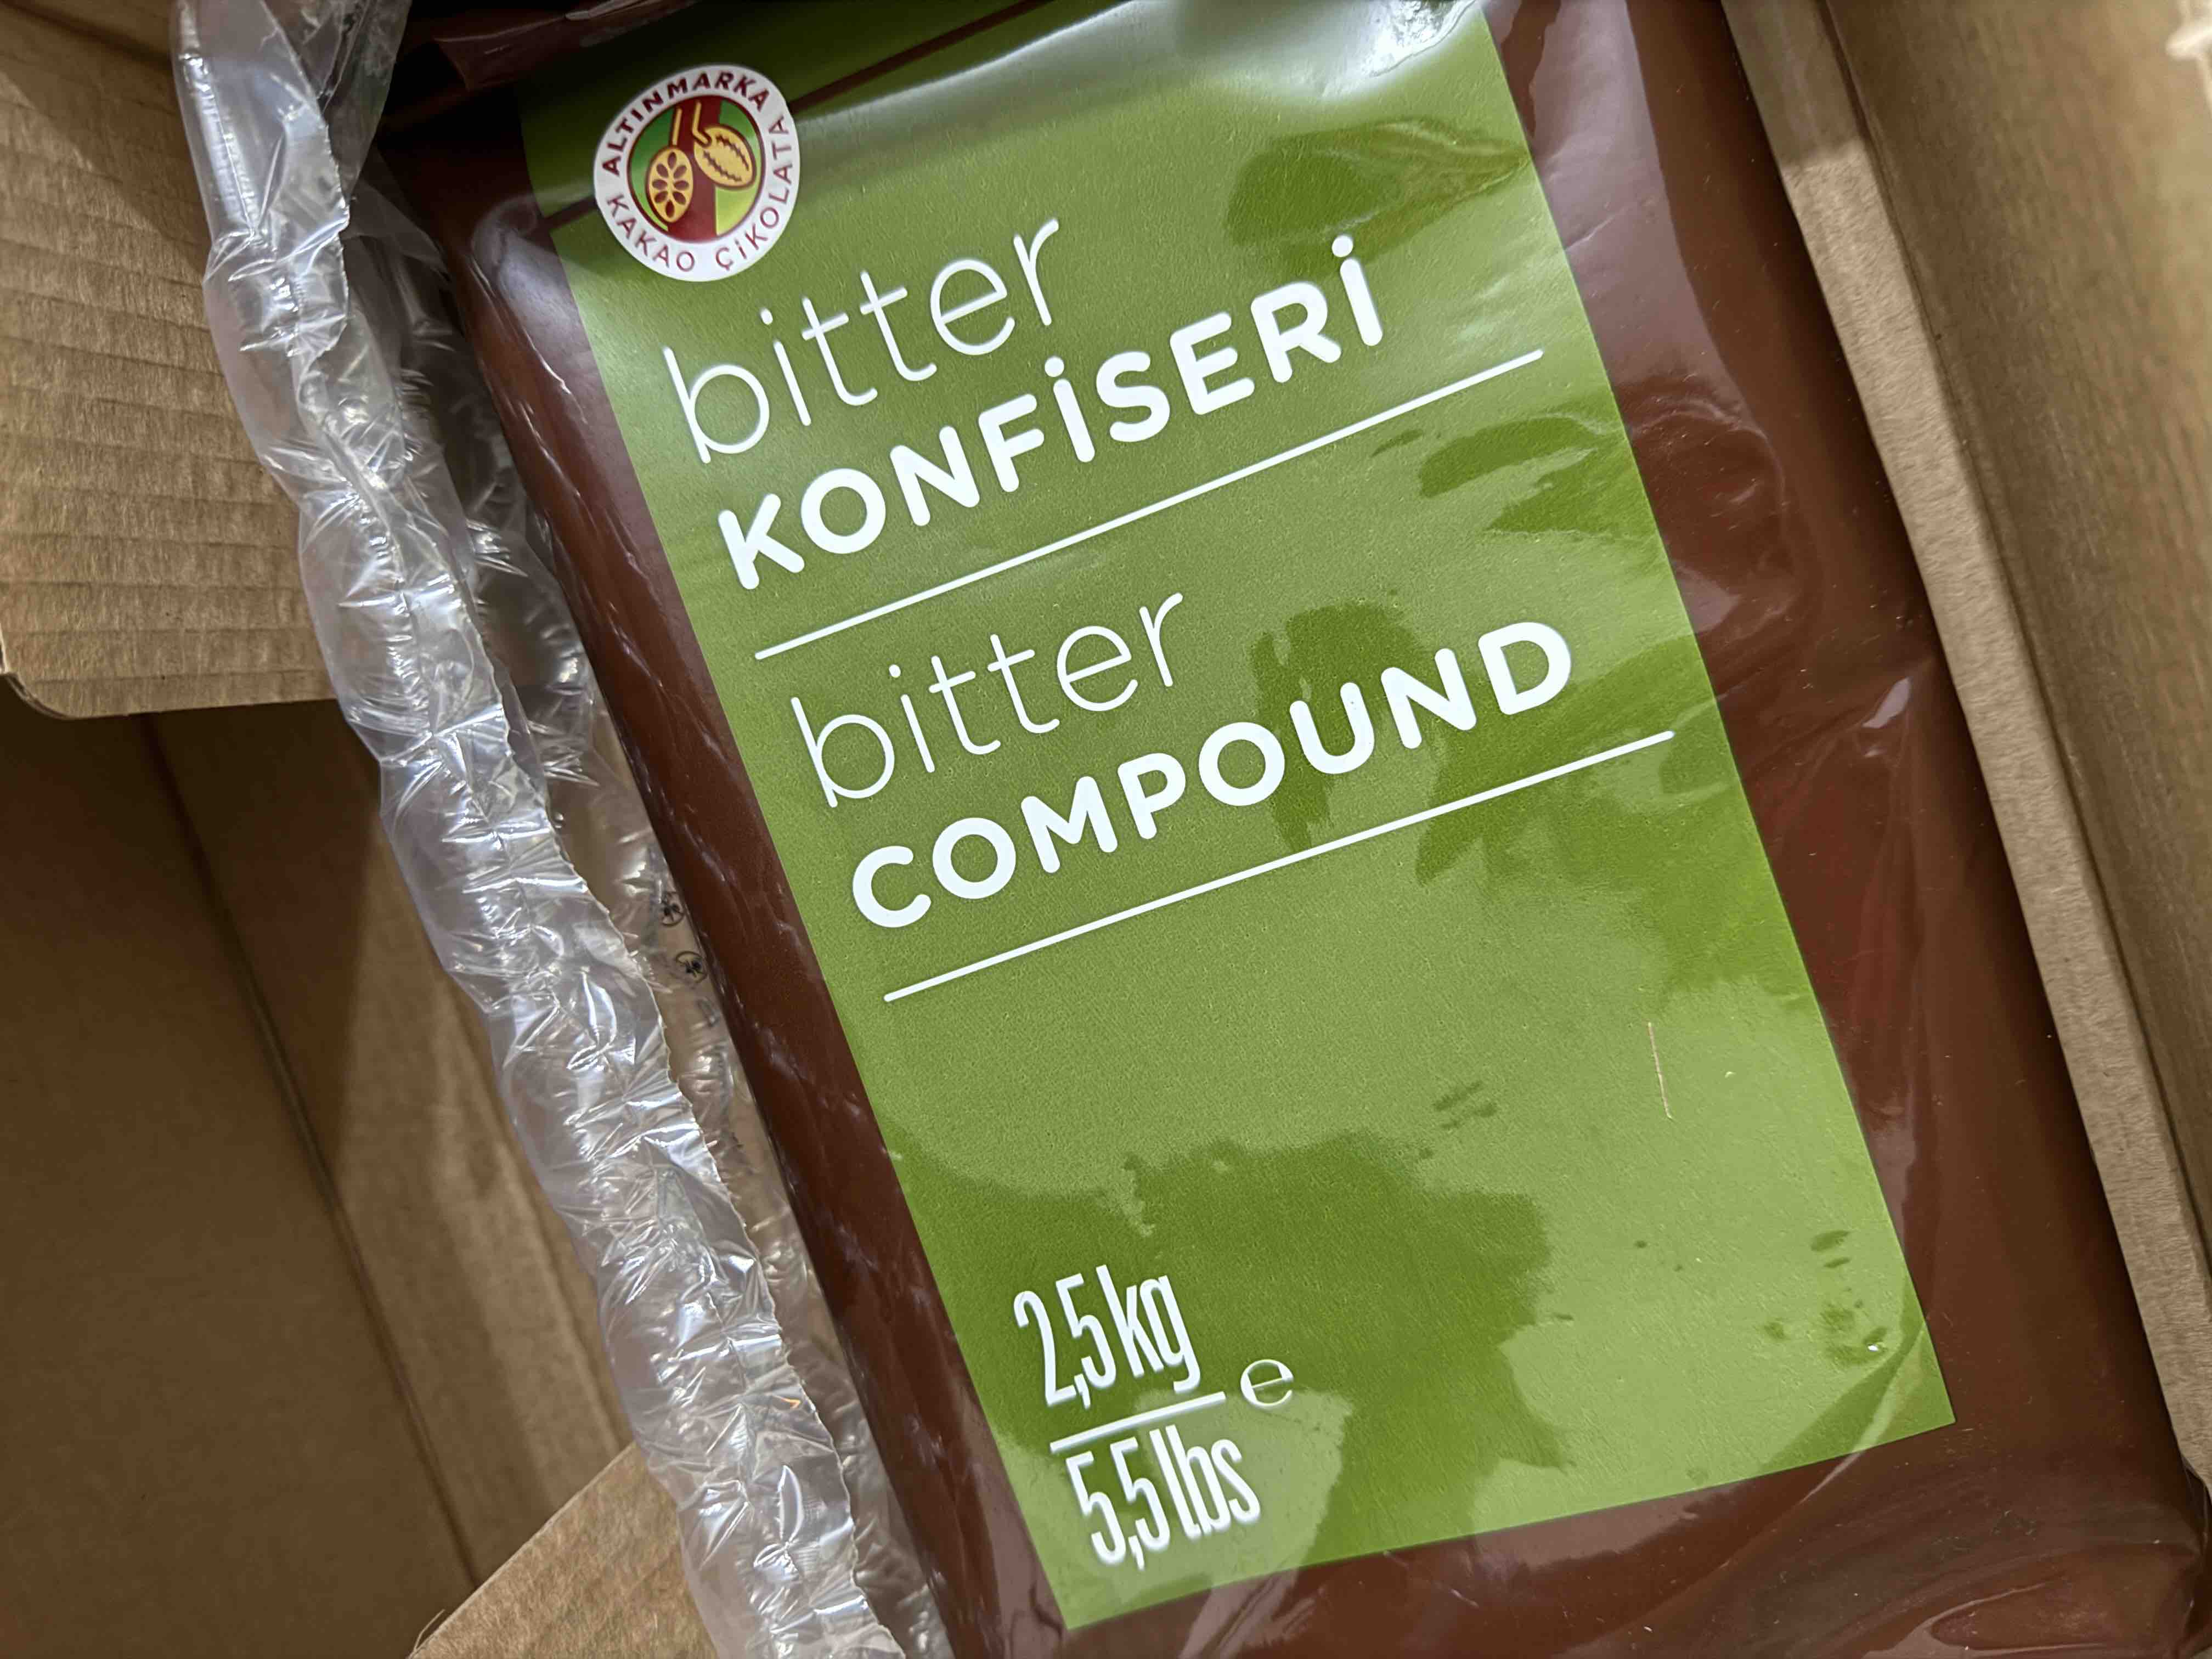 ALTINMARKA
KAKAO ÇİKOLATA
bitter
KONFİSERİ
bitter
COMPOUND
2,5 kg
e
5,5 lbs